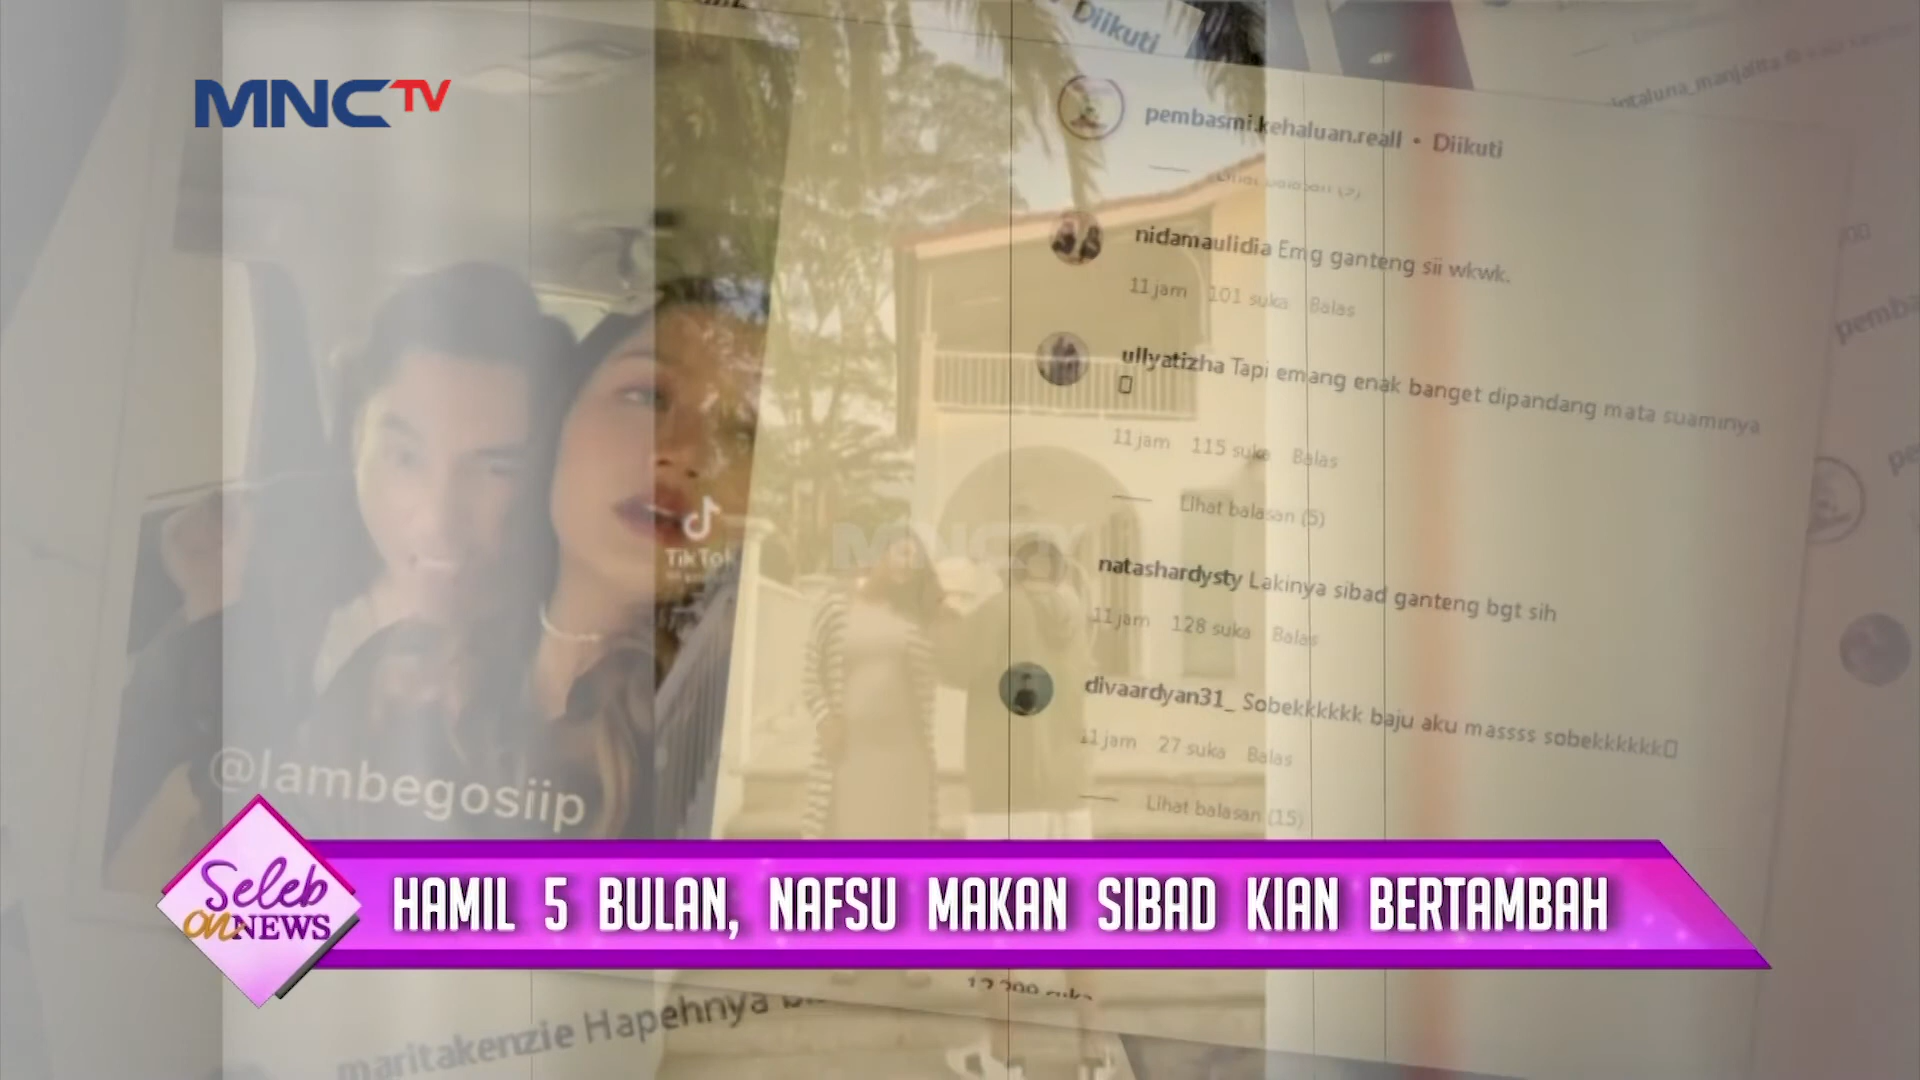 Diikuti
MNCTV
pembasmi.kehaluan.reall • Diikuti
nidamaulidia Emg ganteng sii wkwk.
11 jam 101 suka Balas
ullyatizha Tapi emang enak banget dipandang mata suaminya
11 jam 115 suka Balas
Lihat balasan (5)
MNCTV
TikTok
natashardysty Lakinya sibad ganteng bgt sih
11 jam 128 suka Balas
divaardyan31_ Sobekkkkkk baju aku massss sobekkkkkk
11 jam 27 suka Balas
Lihat balasan (15)
@lambegosiip
Seleb
on NEWS
HAMIL 5 BULAN, NAFSU MAKAN SIBAD KIAN BERTAMBAH
maritakenzie Hapehnya